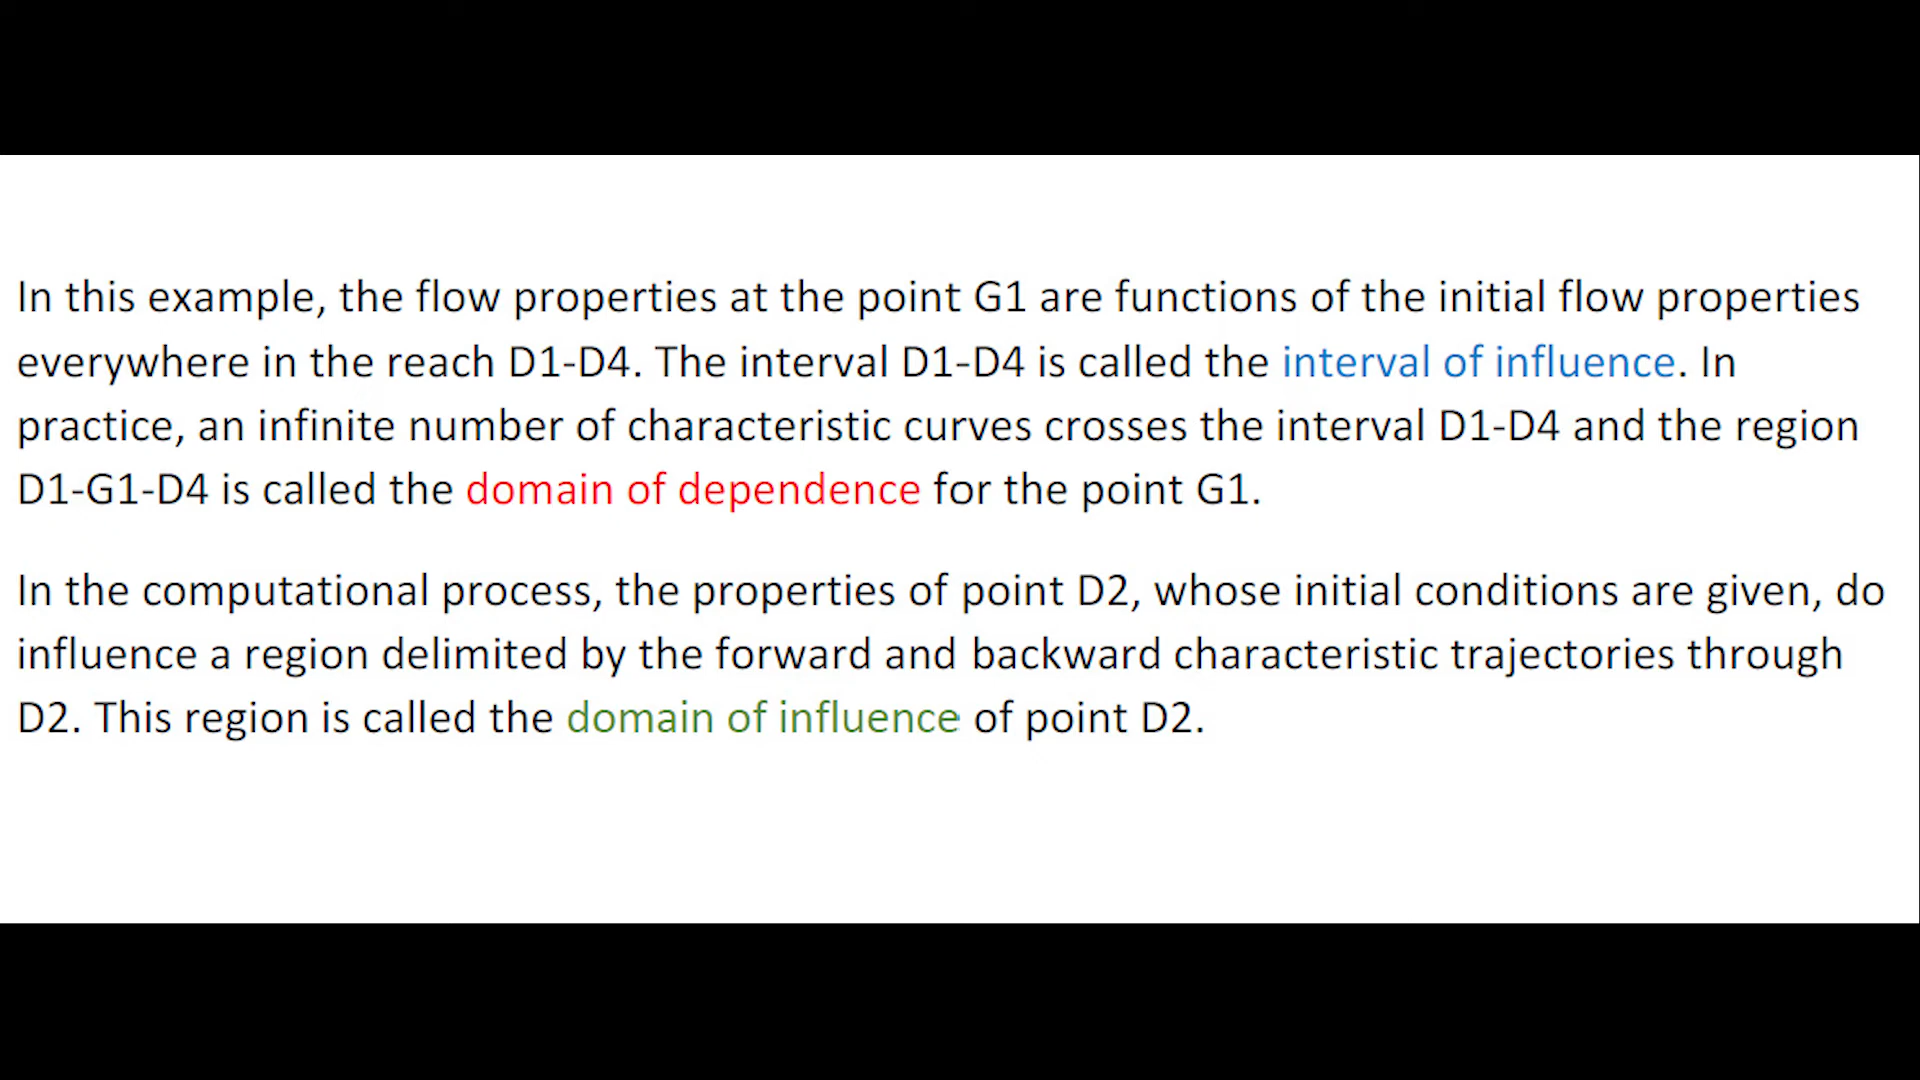 In this example, the flow properties at the point G1 are functions of the initial flow properties
everywhere in the reach D1-D4. The interval D1-D4 is called the interval of influence. In
practice, an infinite number of characteristic curves crosses the interval D1-D4 and the region
D1-G1-D4 is called the domain of dependence for the point G1.
In the computational process, the properties of point D2, whose initial conditions are given, do
influence a region delimited by the forward and backward characteristic trajectories through
D2. This region is called the domain of influence of point D2.